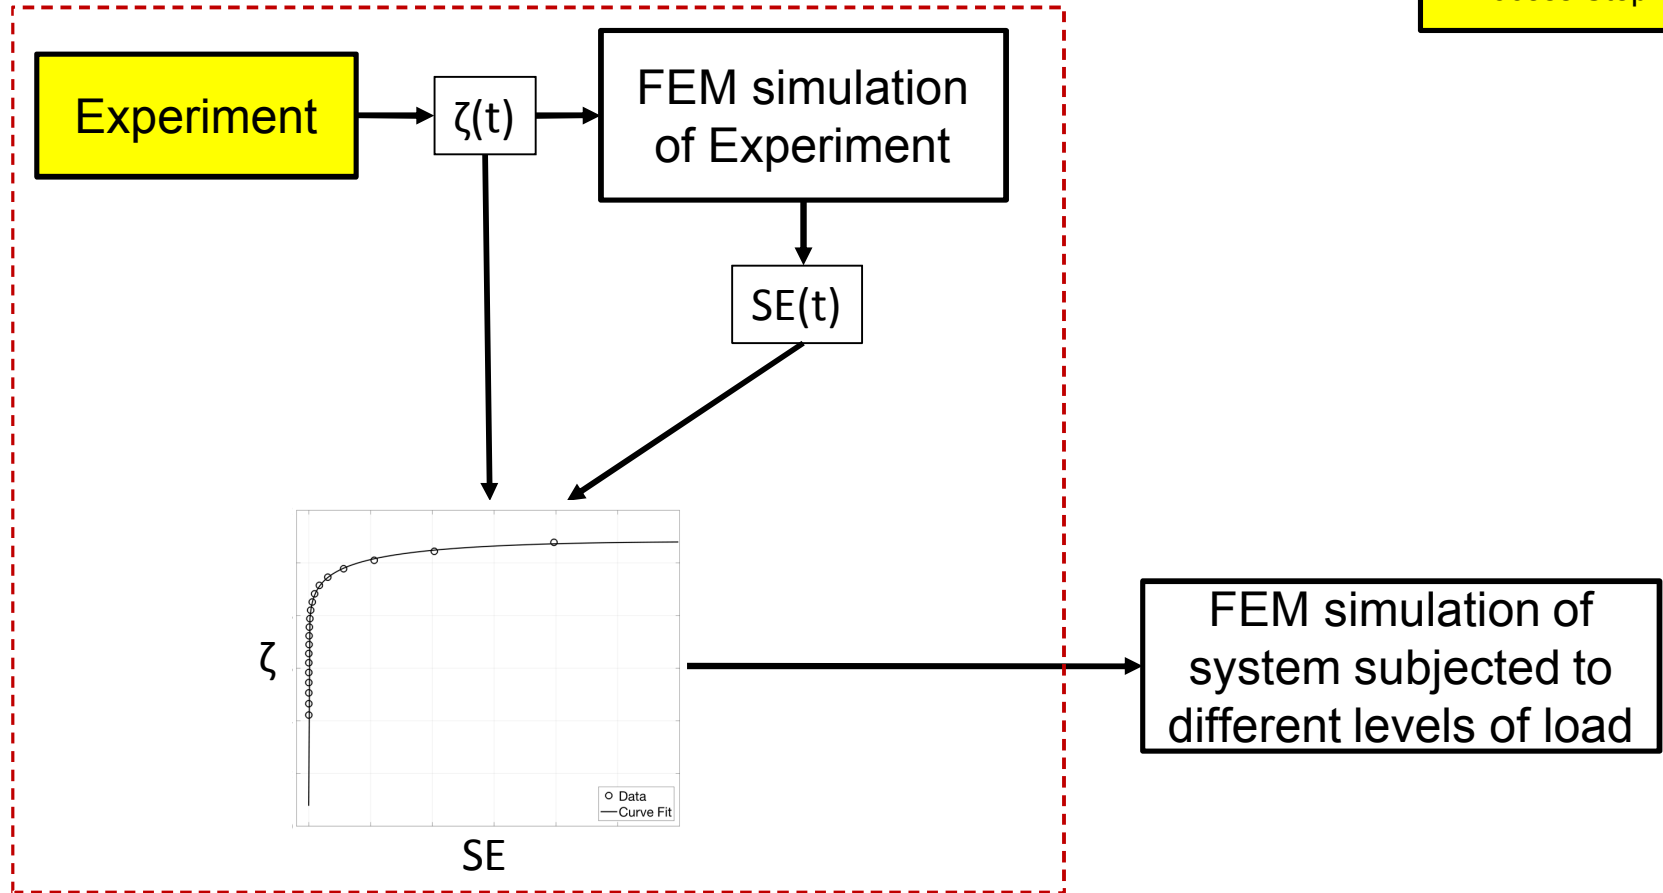 Experiment
ζ(t)
FEM simulation
of Experiment
SE(t)
ζ
Data
Curve Fit
SE
FEM simulation of
system subjected to
different levels of load